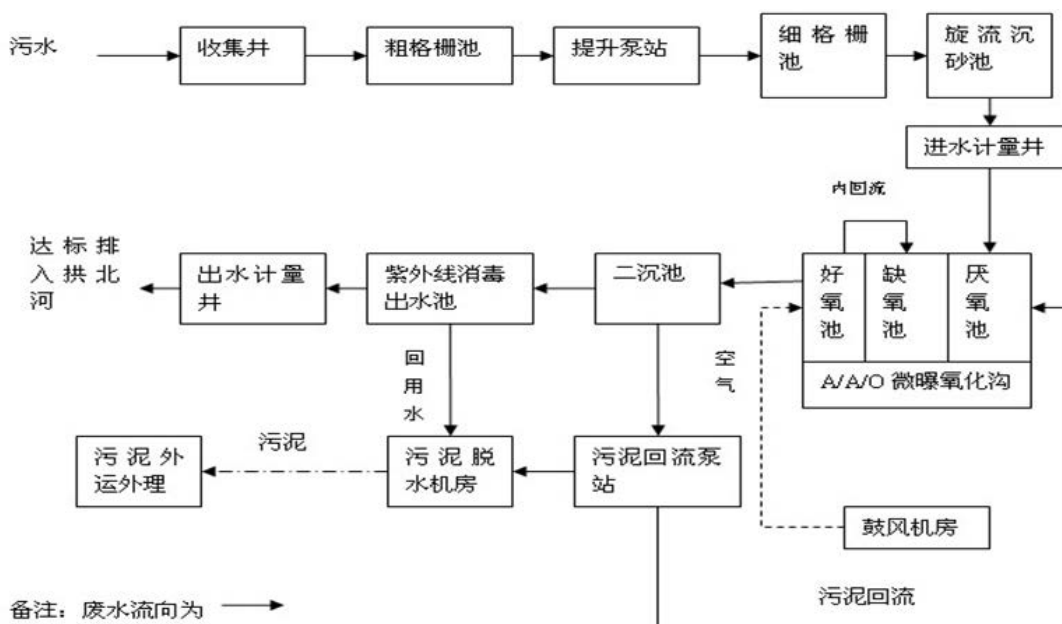 污水
收集井
粗格栅池
提升泵站
细格栅
池
旋流沉
砂池
进水计量井
内回流
达标排
入拱北
河
出水计量
井
紫外线消毒
出水池
二沉池
好氧池
缺氧池
厌氧池
A/A/O 微曝氧化沟
回用水
空气
污泥外
运外理
污泥
污泥脱
水机房
污泥回流泵
站
鼓风机房
污泥回流
备注：废水流向为